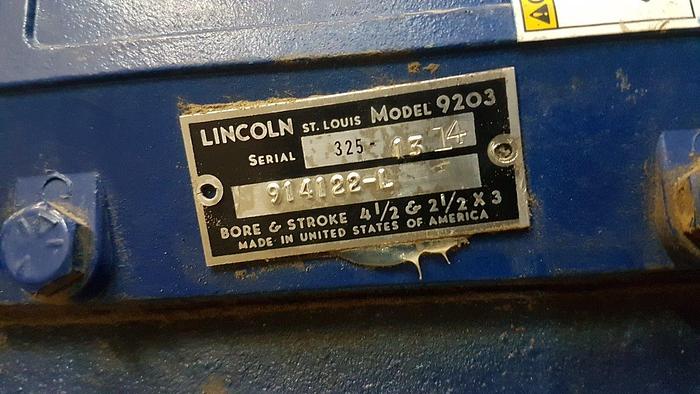 LINCOLN ST. LOUIS MODEL 9203
SERIAL 325- 13 14
914122-L
BORE & STROKE 4 1/2 & 2 1/2 X 3
MADE IN UNITED STATES OF AMERICA